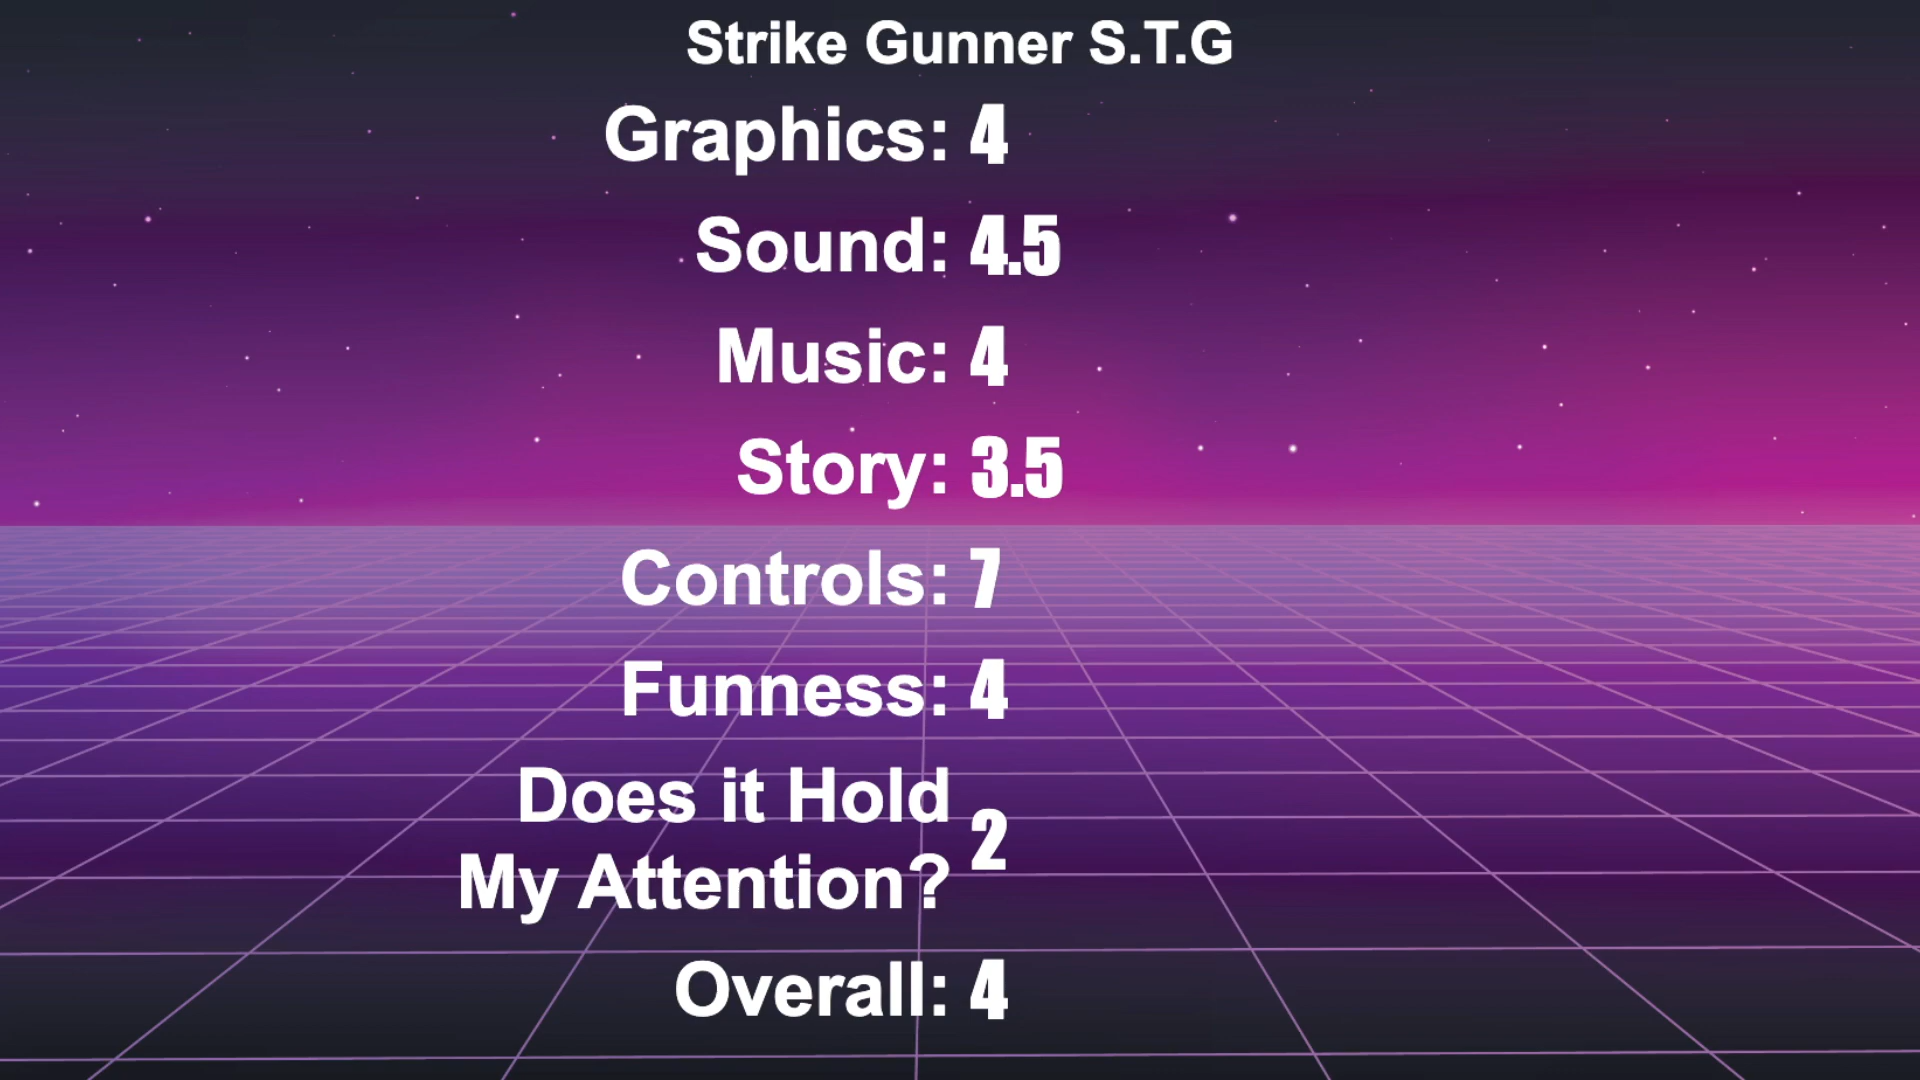 Strike Gunner S.T.G
Graphics: 4
Sound: 4.5
Music: 4
Story: 3.5
Controls: 7
Funness: 4
Does it Hold
My Attention? 2
Overall: 4